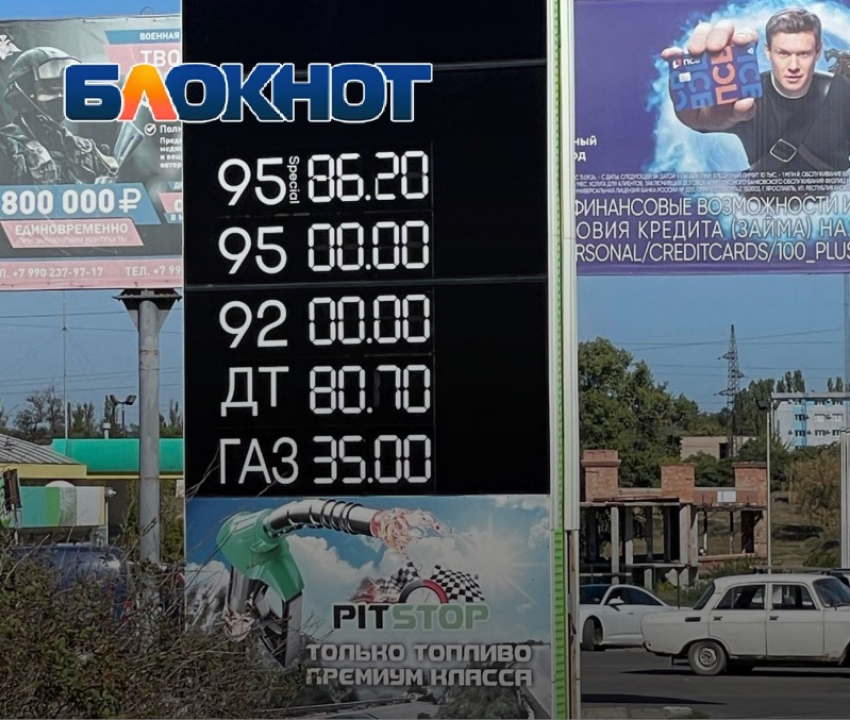 ВОЕННАЯ
БЛОКНОТ
95 Special 86.20
95 00.00
92 00.00
ДТ 80.70
ГАЗ 35.00
PITSTOP
ТОЛЬКО ТОПЛИВО
ПРЕМИУМ КЛАССА
800 000 ₽
ЕДИНОВРЕМЕННО
+7 990 237-97-17 ТЕЛ. +7 99
ПСБ
ФИНАНСОВЫЕ ВОЗМОЖНОСТИ И
ОВИЯ КРЕДИТА (ЗАЙМА) НА
RSONAL/CREDITCARDS/100_PLUS